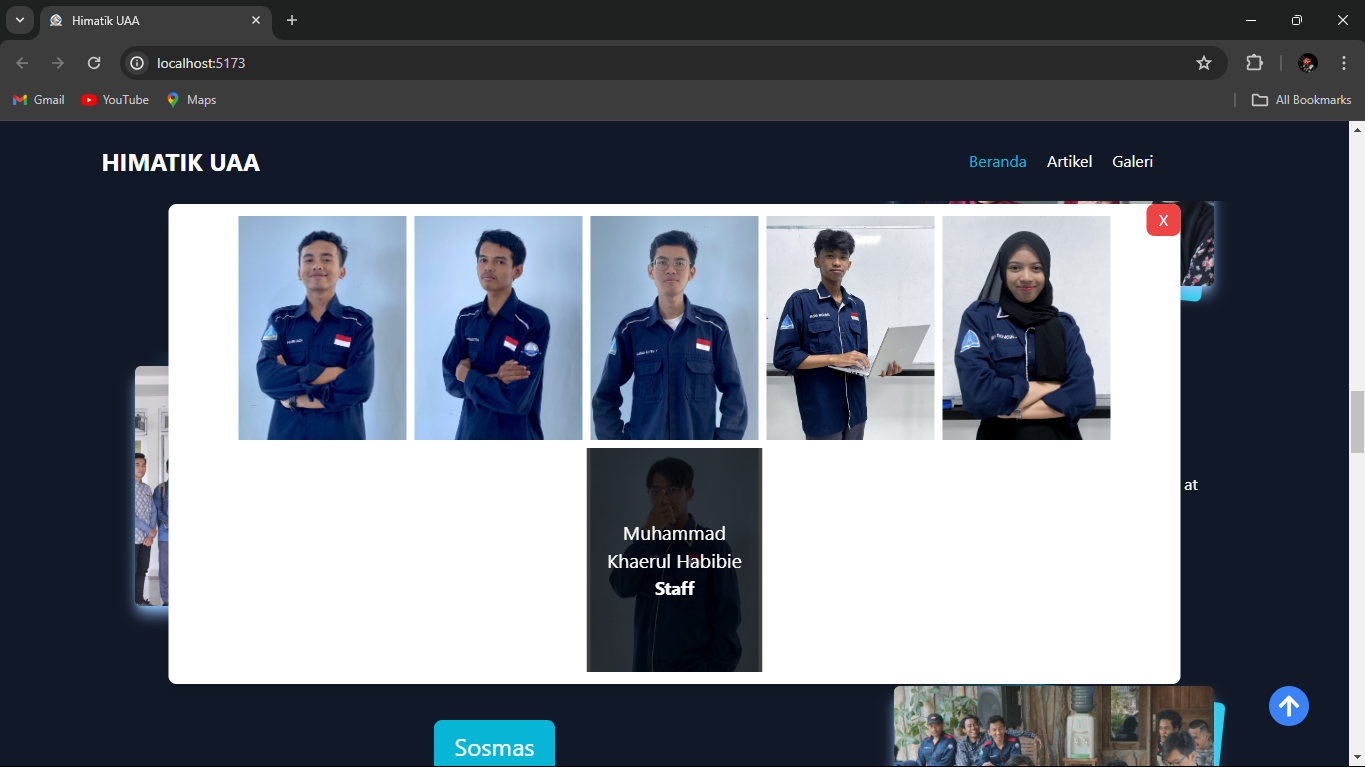 Himatik UAA
localhost:5173
Gmail
YouTube
Maps
All Bookmarks
HIMATIK UAA
Beranda
Artikel
Galeri
X
at
Muhammad
Khaerul Habibie
Staff
Sosmas